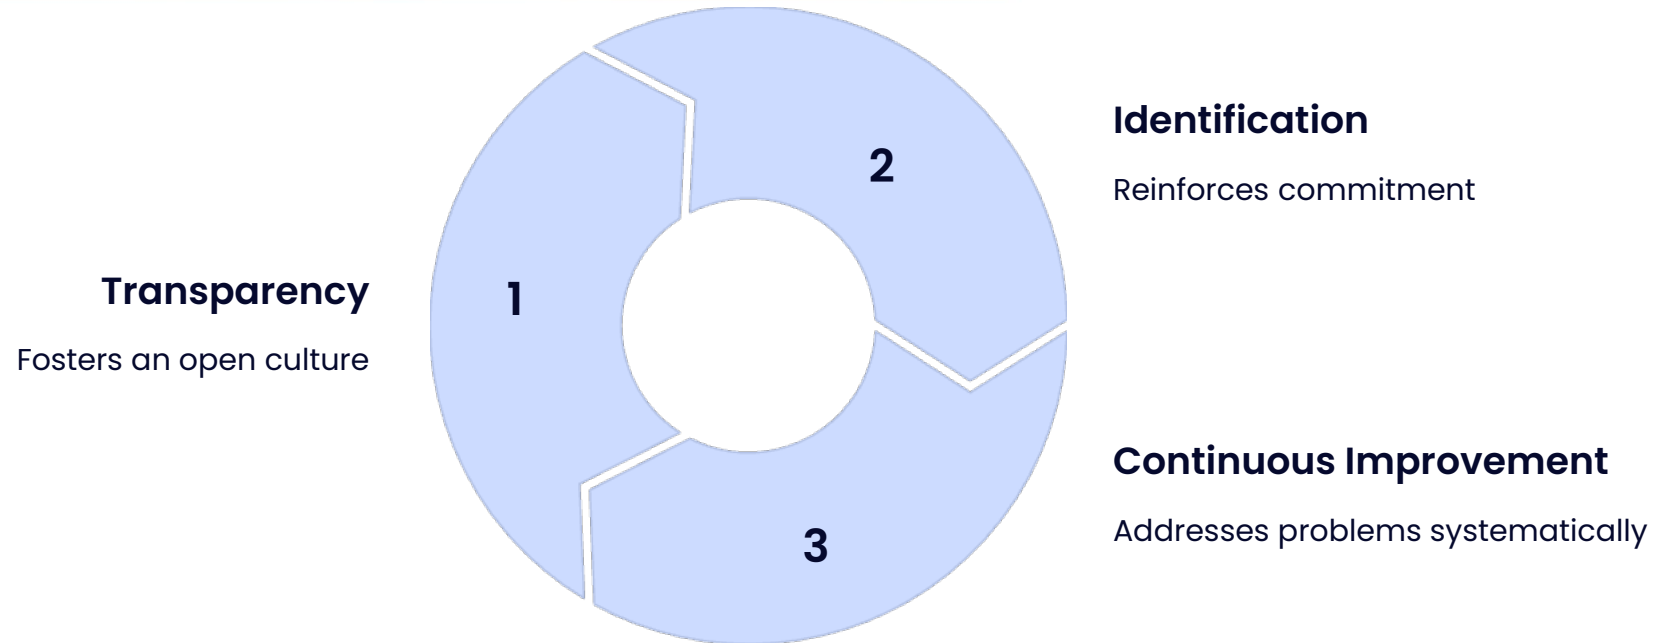 1
Transparency
Fosters an open culture
2
Identification
Reinforces commitment
3
Continuous Improvement
Addresses problems systematically